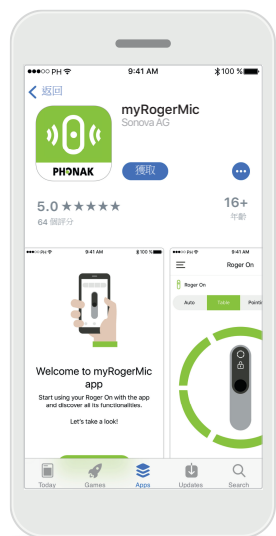 PH 9:41 AM 100 %
返回
myRogerMic
Sonova AG
PHONAK
獲取
5.0 ★★★★★
16+
64 個評分
年齡
PH 9:41 AM 100 %
PH 9:41 AM
Roger On
Roger On
Auto Table
Welcome to myRogerMic
app
Start using your Roger On with the app
and discover all its functionalities.
Let's take a look!
Today Games Apps Updates Search